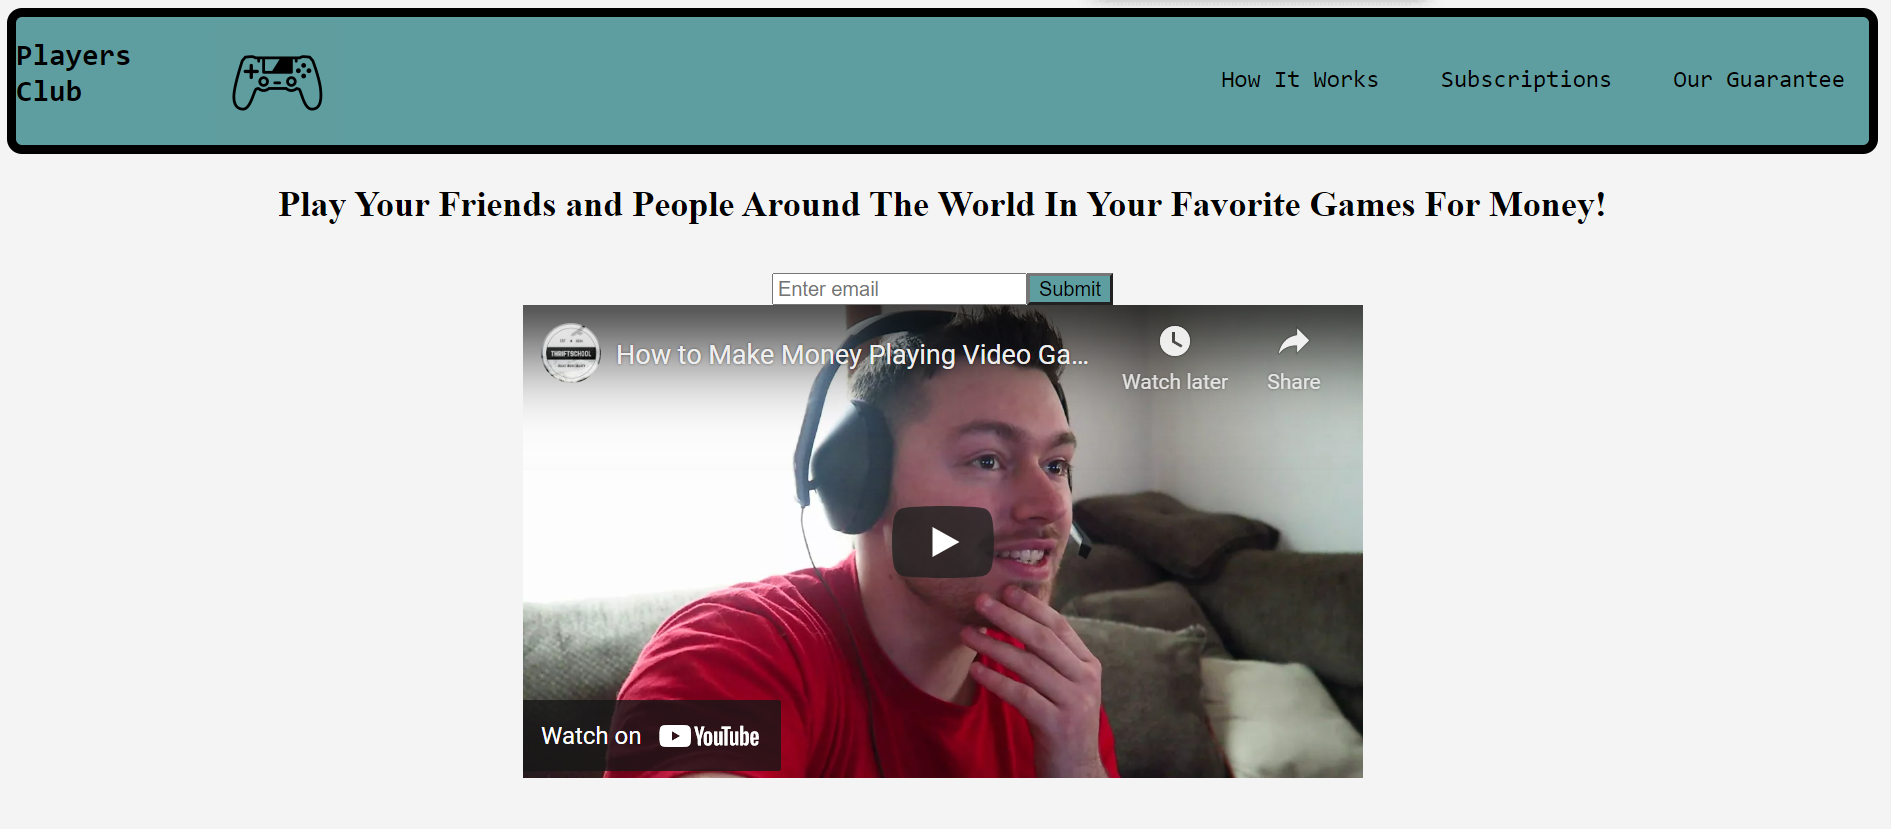 Players
Club
How It Works
Subscriptions
Our Guarantee
Play Your Friends and People Around The World In Your Favorite Games For Money!
Enter email
Submit
THRIFTSCHOOL
How to Make Money Playing Video Ga...
Watch later
Share
Watch on YouTube